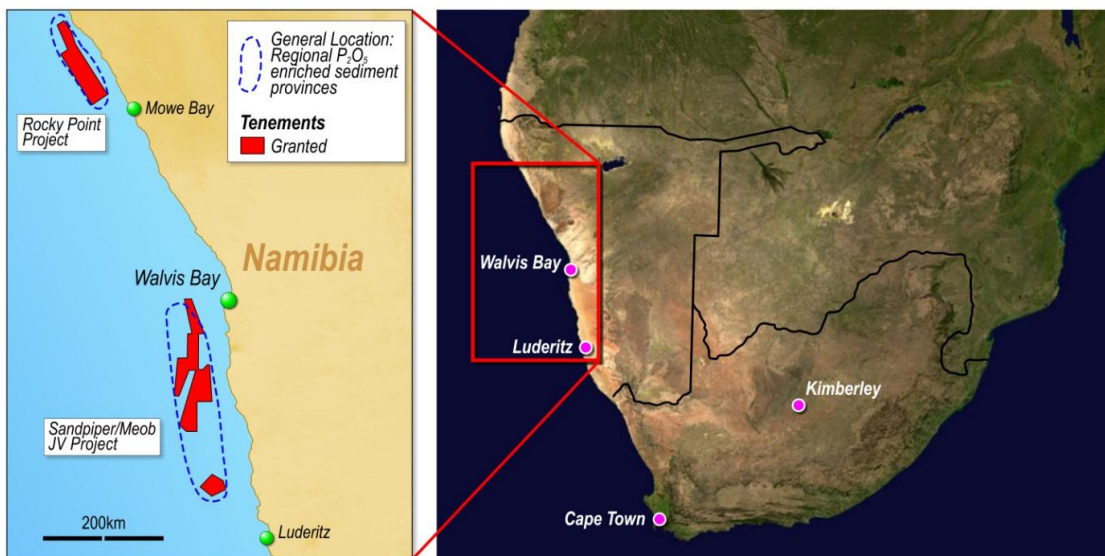 General Location:
Regional P₂O₅
enriched sediment
provinces
Tenements
Granted
Mowe Bay
Rocky Point
Project
Namibia
Walvis Bay
Sandpiper/Meob
JV Project
200km
Luderitz
Walvis Bay
Luderitz
Kimberley
Cape Town